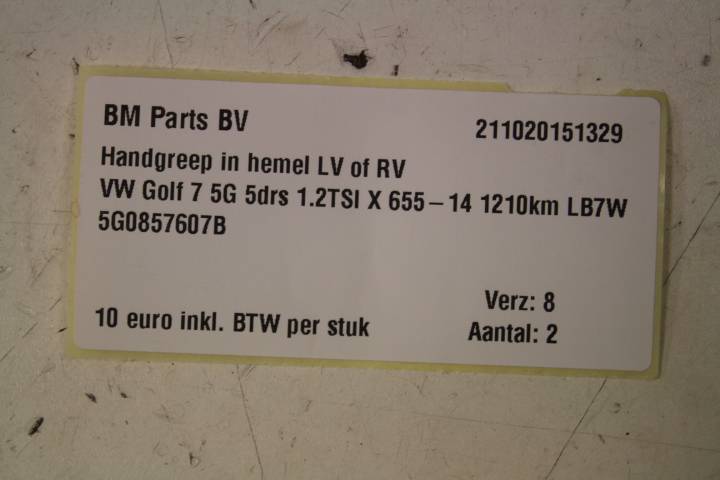 BM Parts BV
211020151329
Handgreep in hemel LV of RV
VW Golf 7 5G 5drs 1.2TSI X 655-14 1210km LB7W
5G0857607B
Verz: 8
10 euro inkl. BTW per stuk
Aantal: 2